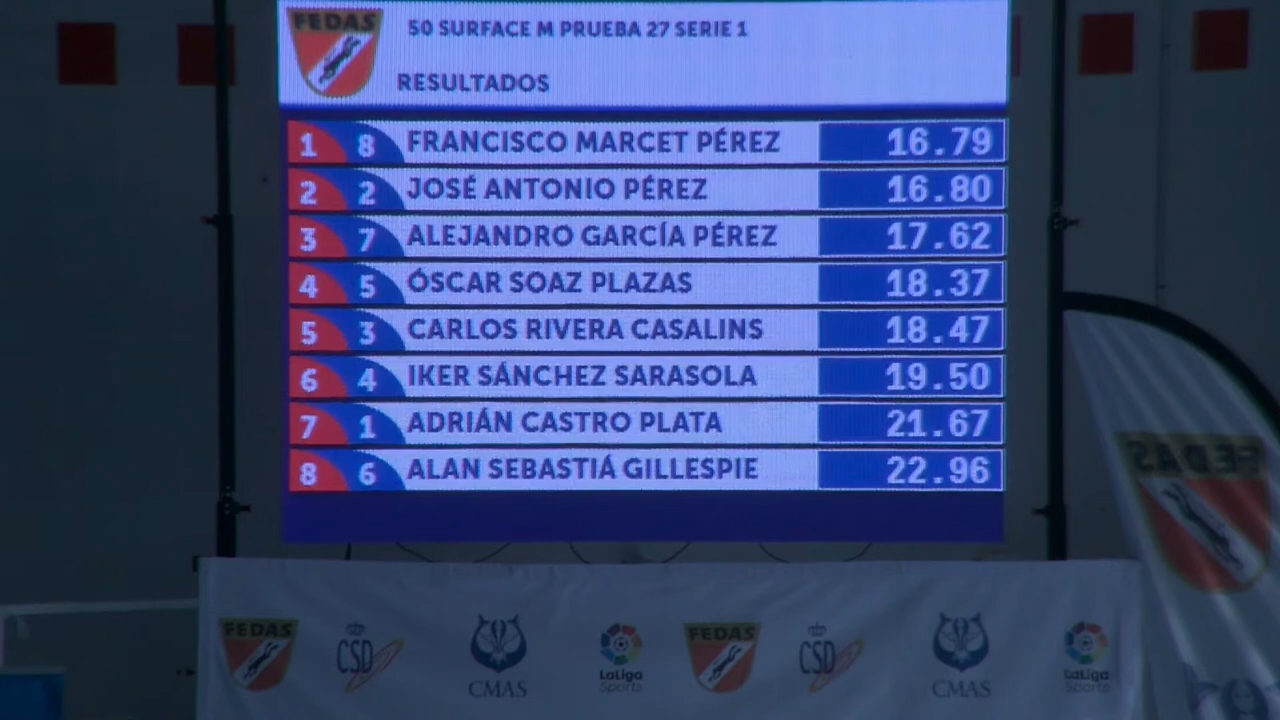 FEDAS
50 SURFACE M PRUEBA 27 SERIE 1
RESULTADOS
1 8 FRANCISCO MARCET PÉREZ 16.79
2 2 JOSÉ ANTONIO PÉREZ 16.80
3 7 ALEJANDRO GARCÍA PÉREZ 17.62
4 5 ÓSCAR SOAZ PLAZAS 18.37
5 3 CARLOS RIVERA CASALINS 18.47
6 4 IKER SÁNCHEZ SARASOLA 19.50
7 1 ADRIÁN CASTRO PLATA 21.67
8 6 ALAN SEBASTIÁ GILLESPIE 22.96
FEDAS
FEDAS CSD CMAS LaLiga Sports FEDAS CSD CMAS LaLiga Sports